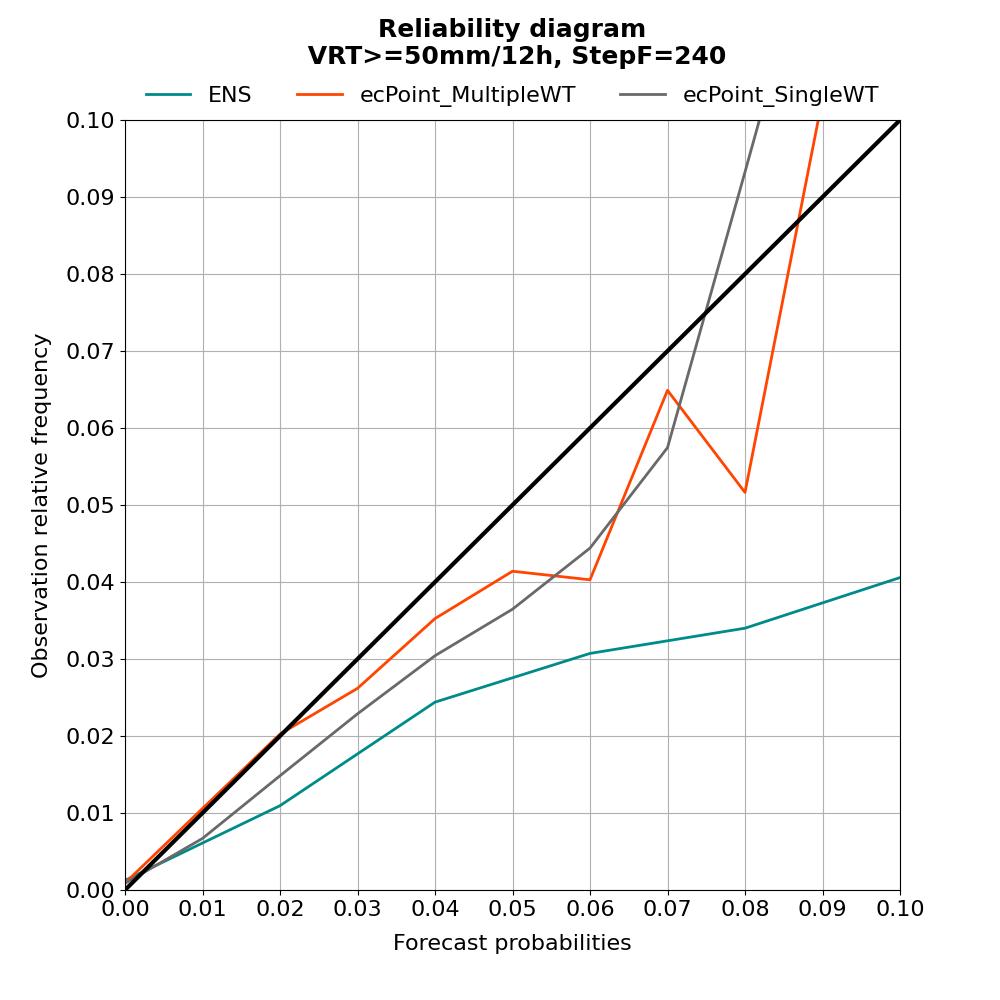 Reliability diagram
VRT>=50mm/12h, StepF=240
ENS ecPoint_MultipleWT ecPoint_SingleWT
0.10
0.09
0.08
0.07
0.06
0.05
0.04
0.03
0.02
0.01
0.00
Observation relative frequency
0.00 0.01 0.02 0.03 0.04 0.05 0.06 0.07 0.08 0.09 0.10
Forecast probabilities